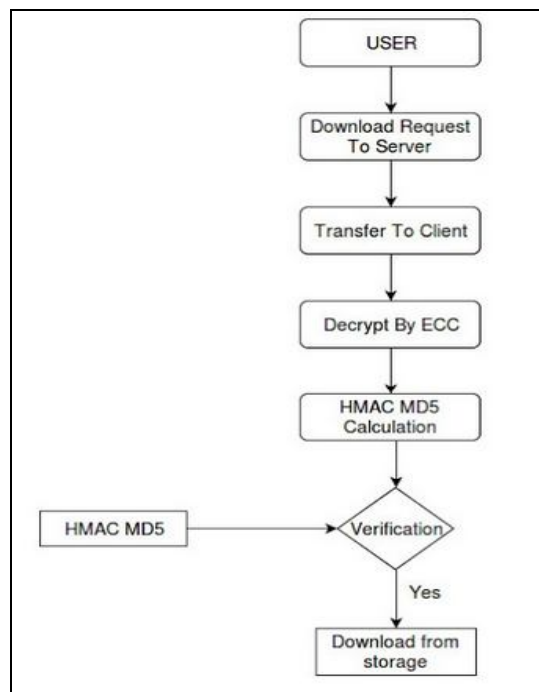 USER
Download Request
To Server
Transfer To Client
Decrypt By ECC
HMAC MD5
Calculation
HMAC MD5
Verification
Yes
Download from
storage